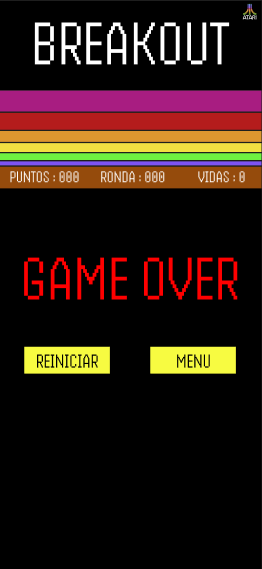 ATARI
BREAKOUT
PUNTOS : 000 RONDA : 000 VIDAS : 0
GAME OVER
REINICIAR MENU